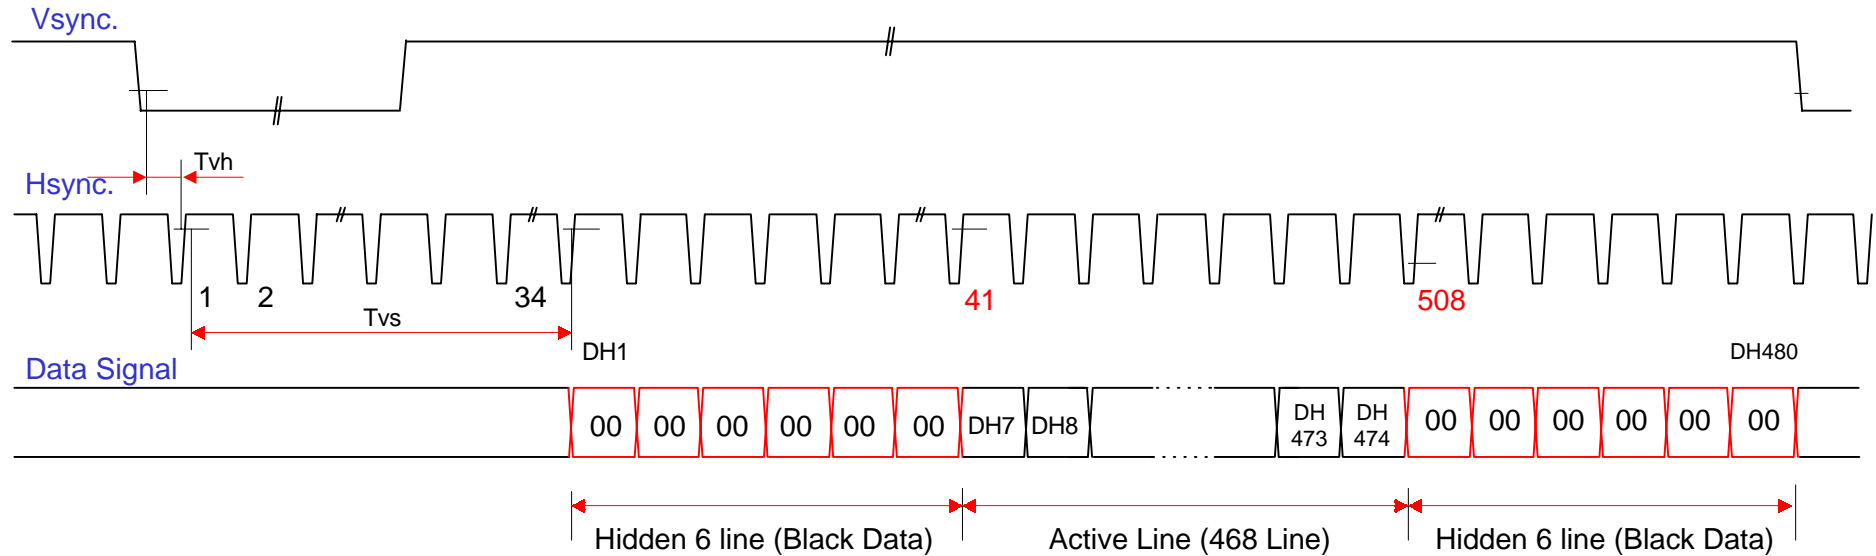 Vsync.
Tvh
Hsync.
1 2 34 41 508
Tvs
DH1 DH480
Data Signal
00 00 00 00 00 00 DH7 DH8 DH 473 DH 474 00 00 00 00 00 00
Hidden 6 line (Black Data) Active Line (468 Line) Hidden 6 line (Black Data)